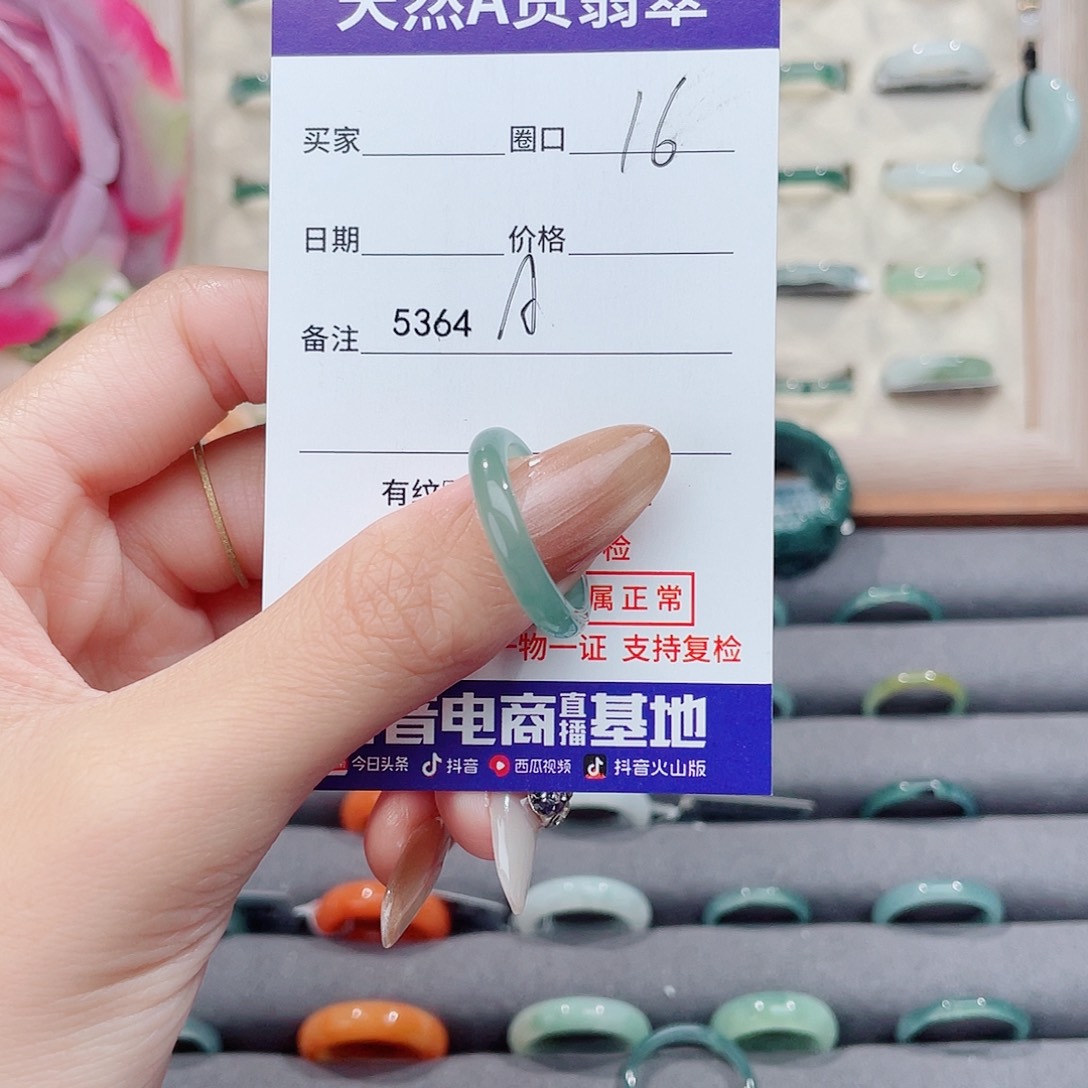 天然A货翡翠
买家 圈口 16
日期 价格
备注 5364 A
有纹
检
属正常
一物一证 支持复检
音电商直播基地
今日头条 抖音 西瓜视频 抖音火山版